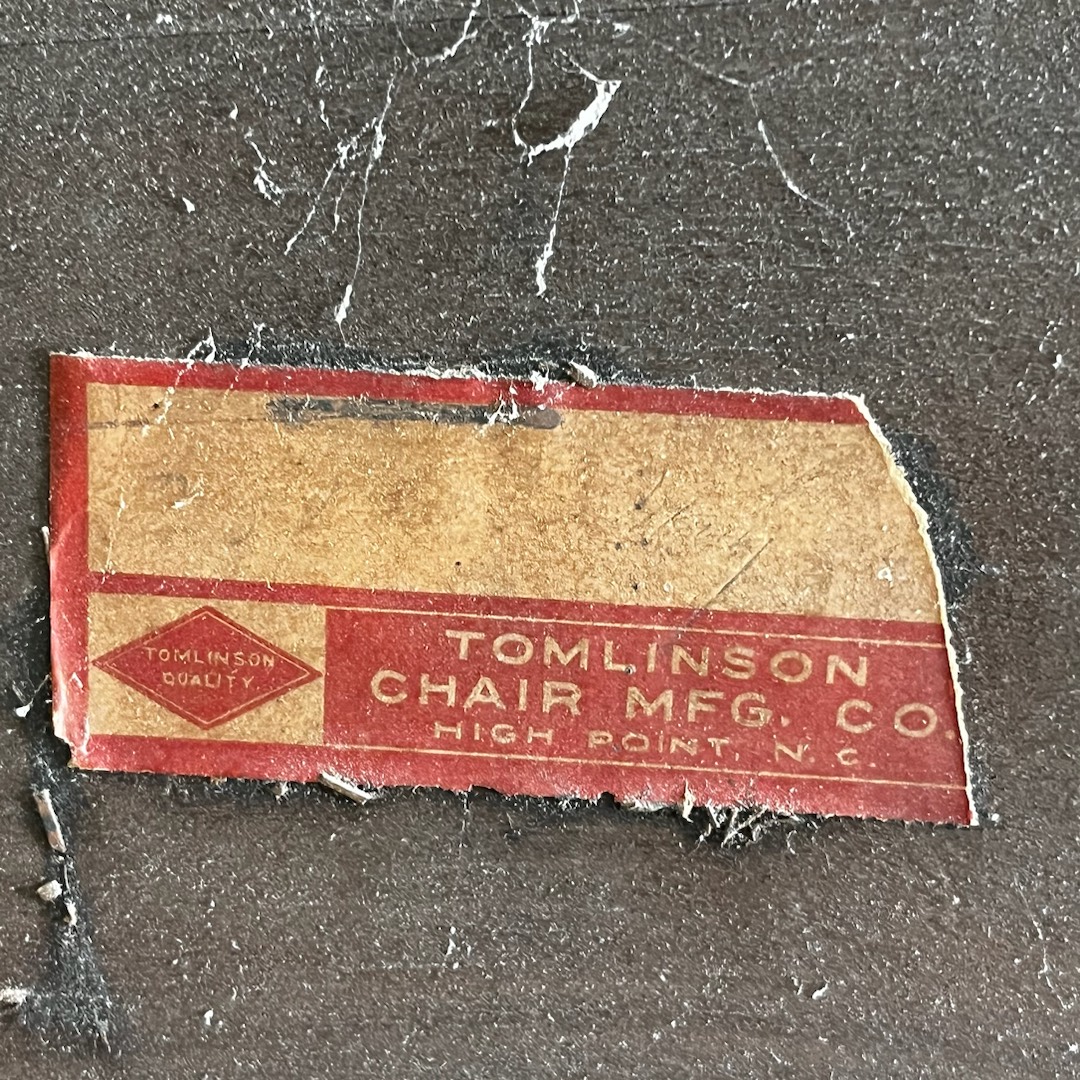 TOMLINSON
QUALITY
TOMLINSON
CHAIR MFG. CO.
HIGH POINT, N. C.